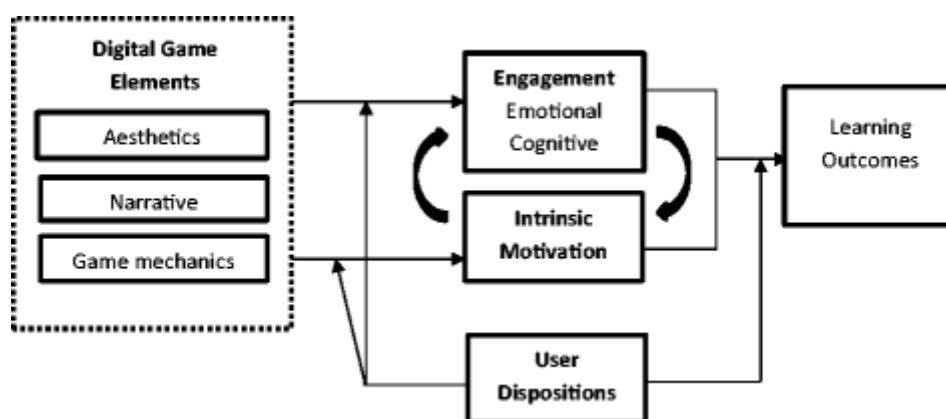 Digital Game
Elements
Aesthetics
Narrative
Game mechanics
Engagement
Emotional
Cognitive
Intrinsic
Motivation
User
Dispositions
Learning
Outcomes